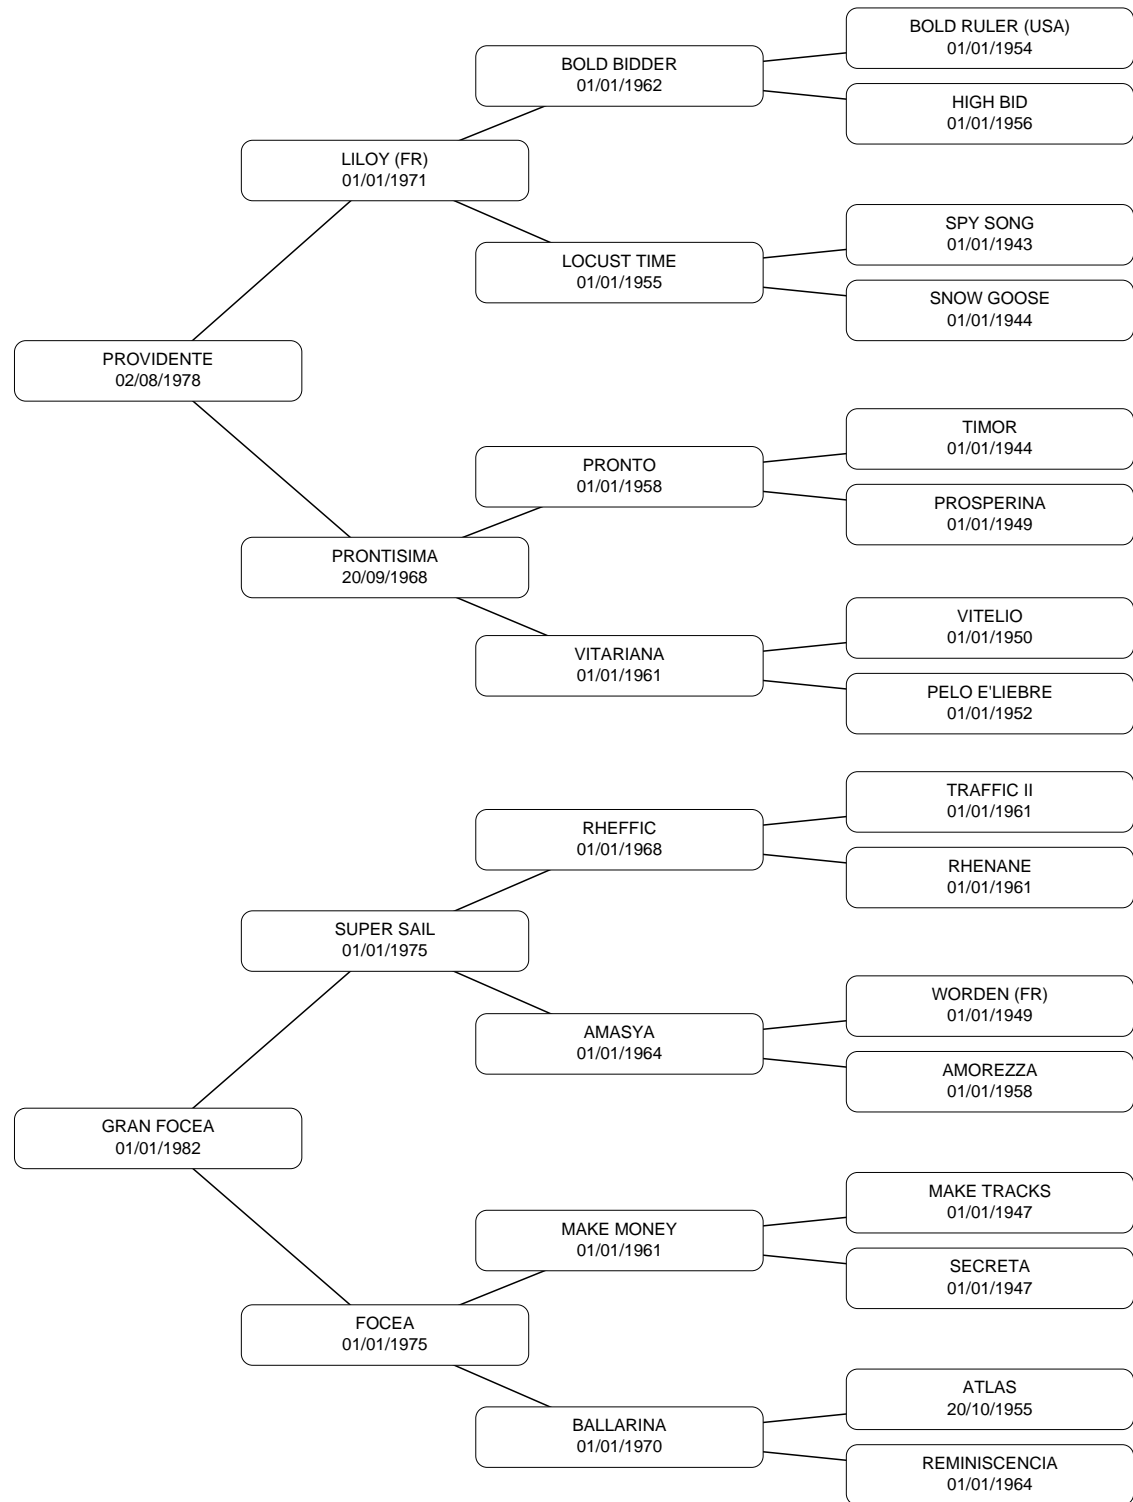 BOLD RULER (USA)
01/01/1954
BOLD BIDDER
01/01/1962
HIGH BID
01/01/1956
LILOY (FR)
01/01/1971
SPY SONG
01/01/1943
LOCUST TIME
01/01/1955
SNOW GOOSE
01/01/1944
PROVIDENTE
02/08/1978
TIMOR
01/01/1944
PRONTO
01/01/1958
PROSPERINA
01/01/1949
PRONTISIMA
20/09/1968
VITELIO
01/01/1950
VITARIANA
01/01/1961
PELO E'LIEBRE
01/01/1952
TRAFFIC II
01/01/1961
RHEFFIC
01/01/1968
RHENANE
01/01/1961
SUPER SAIL
01/01/1975
WORDEN (FR)
01/01/1949
AMASYA
01/01/1964
AMOREZZA
01/01/1958
GRAN FOCEA
01/01/1982
MAKE TRACKS
01/01/1947
MAKE MONEY
01/01/1961
SECRETA
01/01/1947
FOCEA
01/01/1975
ATLAS
20/10/1955
BALLARINA
01/01/1970
REMINISCENCIA
01/01/1964